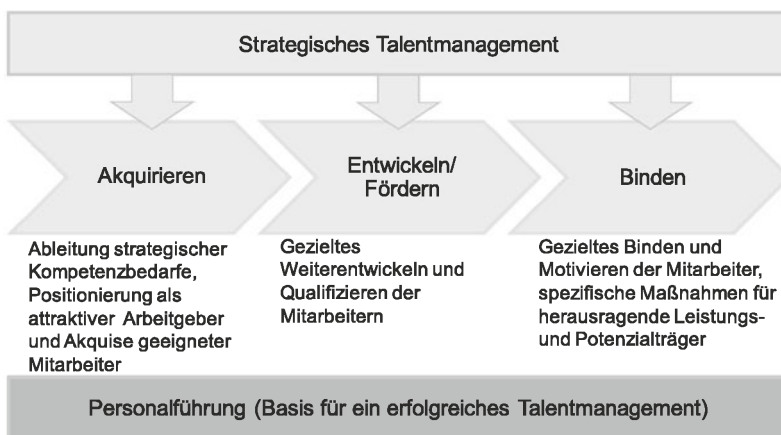 Strategisches Talentmanagement
Akquirieren
Entwickeln/
Fördern
Binden
Ableitung strategischer
Kompetenzbedarfe,
Positionierung als
attraktiver Arbeitgeber
und Akquise geeigneter
Mitarbeiter
Gezieltes
Weiterentwickeln und
Qualifizieren der
Mitarbeitern
Gezieltes Binden und
Motivieren der Mitarbeiter,
spezifische Maßnahmen für
herausragende Leistungs-
und Potenzialträger
Personalführung (Basis für ein erfolgreiches Talentmanagement)